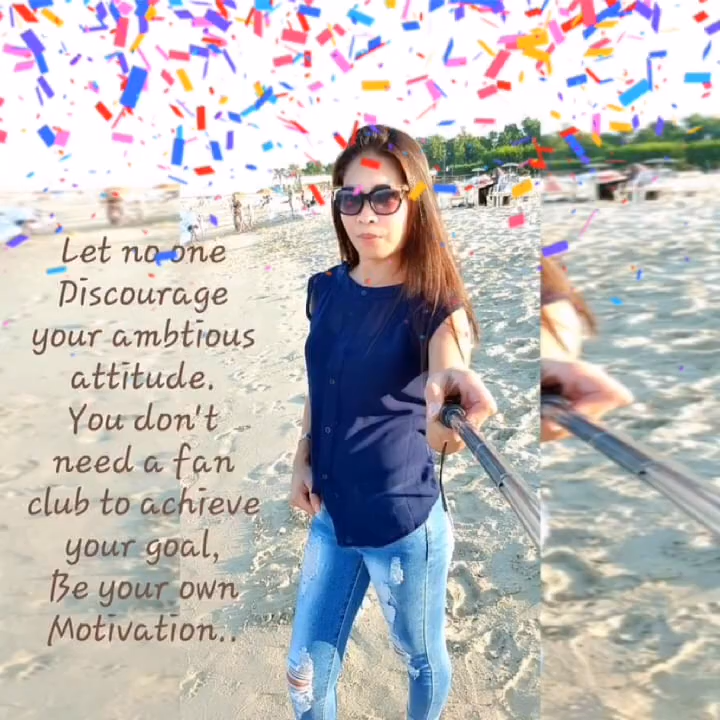 Let no one
Discourage
your ambtious
attitude.
You don't
need a fan
club to achieve
your goal,
Be your own
Motivation..